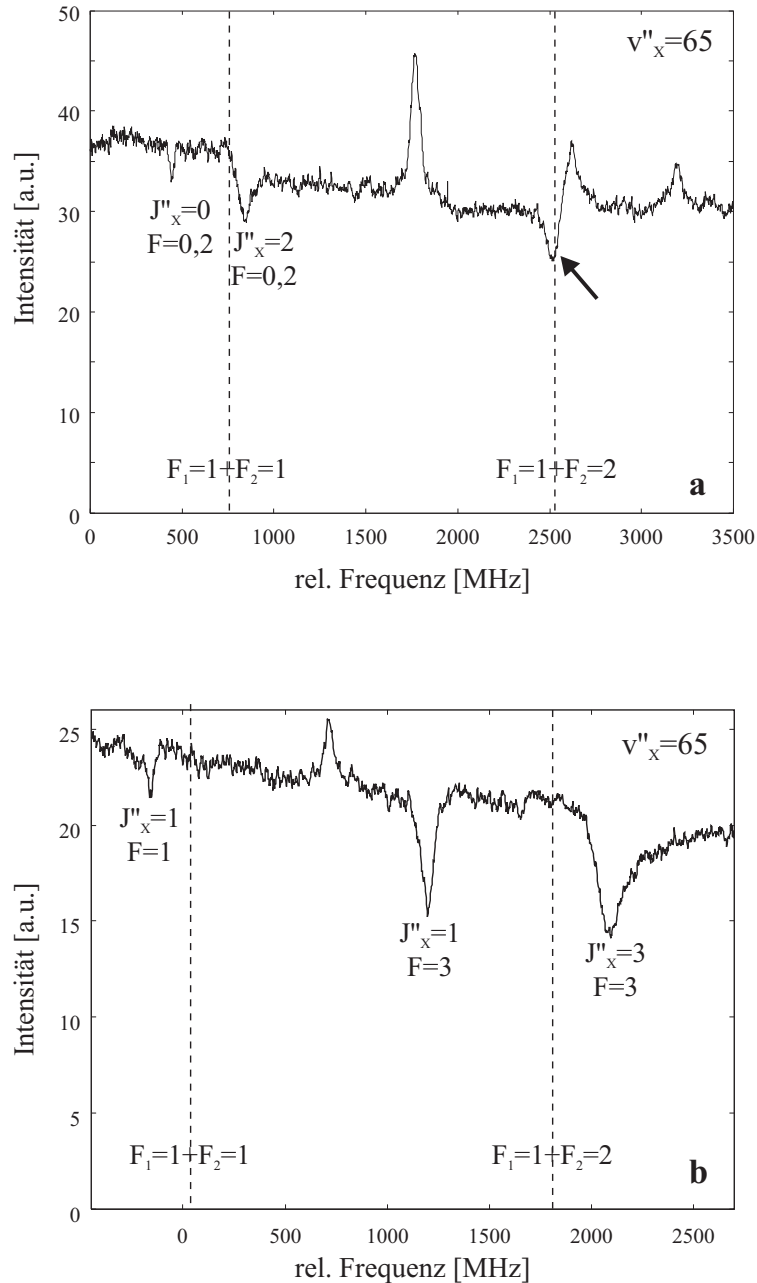 50
v"x=65
40
30
J"x=0
F=0,2
J"x=2
F=0,2
Intensität [a.u.]
20
10
F₁=1+F₂=1
F₁=1+F₂=2
a
0
0 500 1000 1500 2000 2500 3000 3500
rel. Frequenz [MHz]
25
v"x=65
20
J"x=1
F=1
15
J"x=1
F=3
J"x=3
F=3
Intensität [a.u.]
10
5
F₁=1+F₂=1
F₁=1+F₂=2
b
0
0 500 1000 1500 2000 2500
rel. Frequenz [MHz]